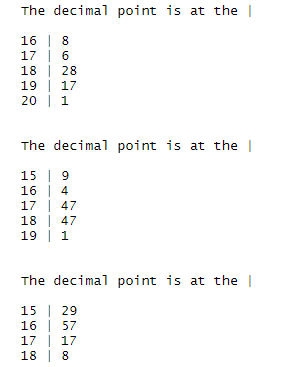 The decimal point is at the |
16 | 8
17 | 6
18 | 28
19 | 17
20 | 1
The decimal point is at the |
15 | 9
16 | 4
17 | 47
18 | 47
19 | 1
The decimal point is at the |
15 | 29
16 | 57
17 | 17
18 | 8